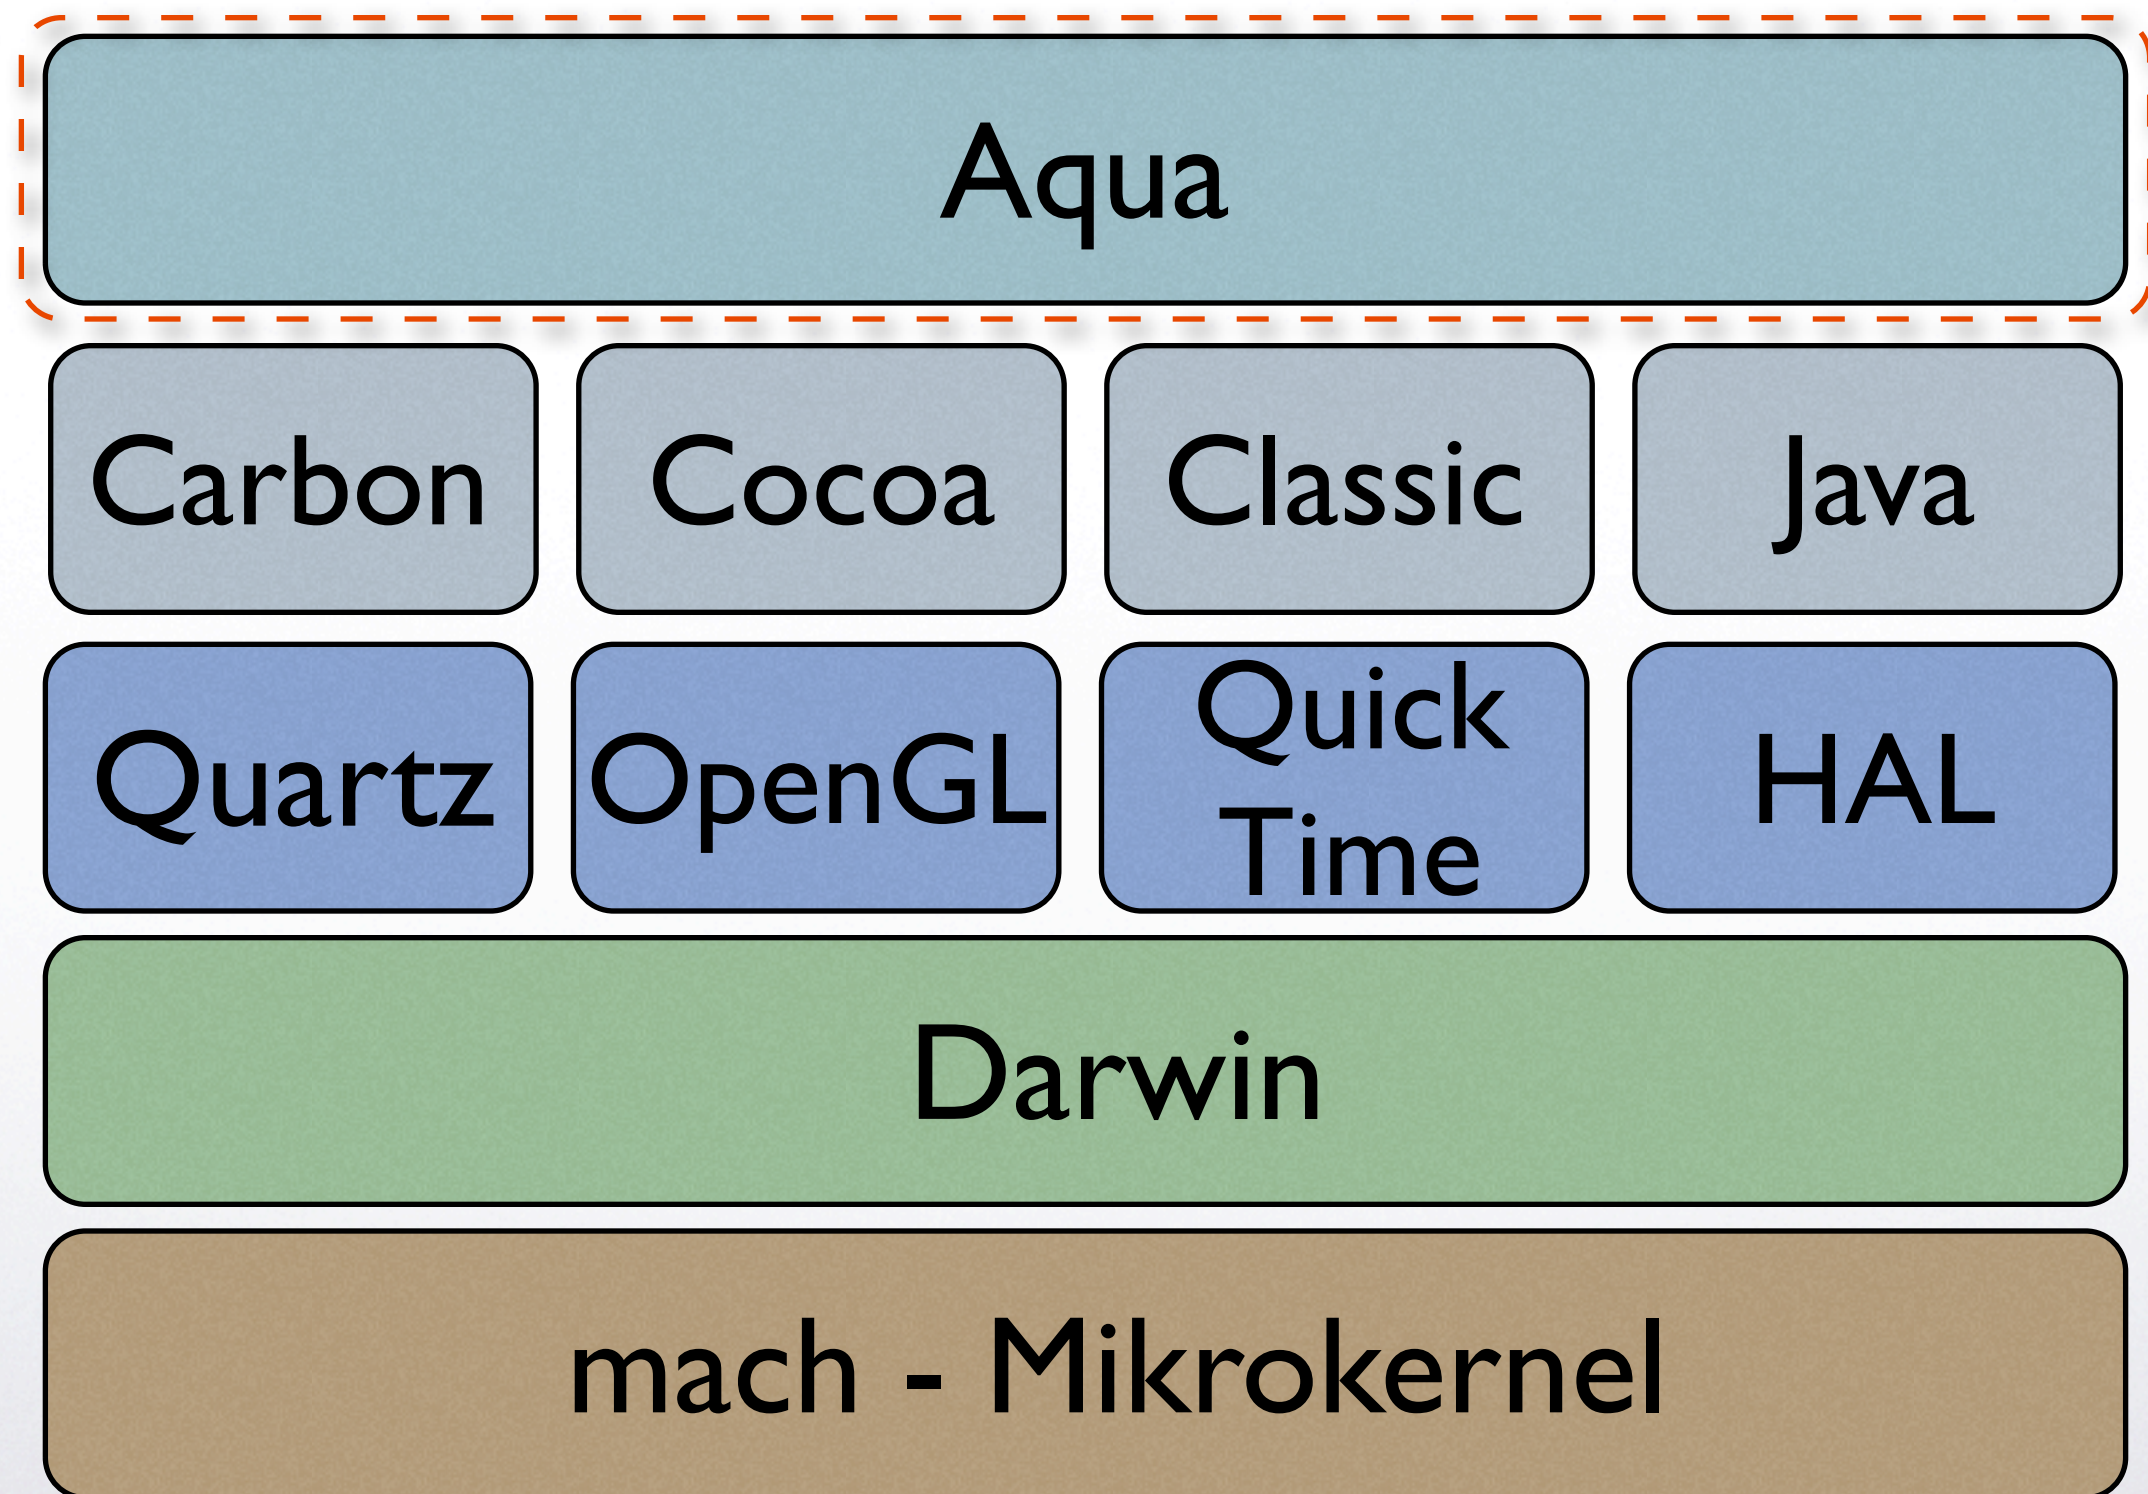 Aqua
Carbon
Cocoa
Classic
Java
Quartz
OpenGL
Quick
Time
HAL
Darwin
mach - Mikrokernel